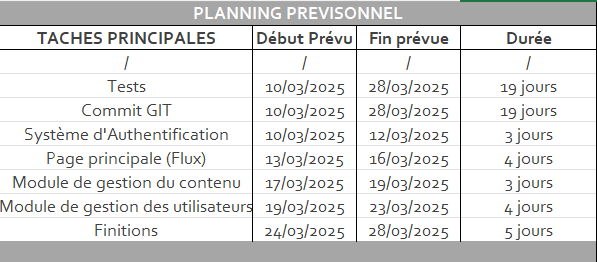 PLANNING PREVISONNEL
TACHES PRINCIPALES Début Prévu Fin prévue Durée
/ / / /
Tests 10/03/2025 28/03/2025 19 jours
Commit GIT 10/03/2025 28/03/2025 19 jours
Système d'Authentification 10/03/2025 12/03/2025 3 jours
Page principale (Flux) 13/03/2025 16/03/2025 4 jours
Module de gestion du contenu 17/03/2025 19/03/2025 3 jours
Module de gestion des utilisateurs 19/03/2025 23/03/2025 4 jours
Finitions 24/03/2025 28/03/2025 5 jours